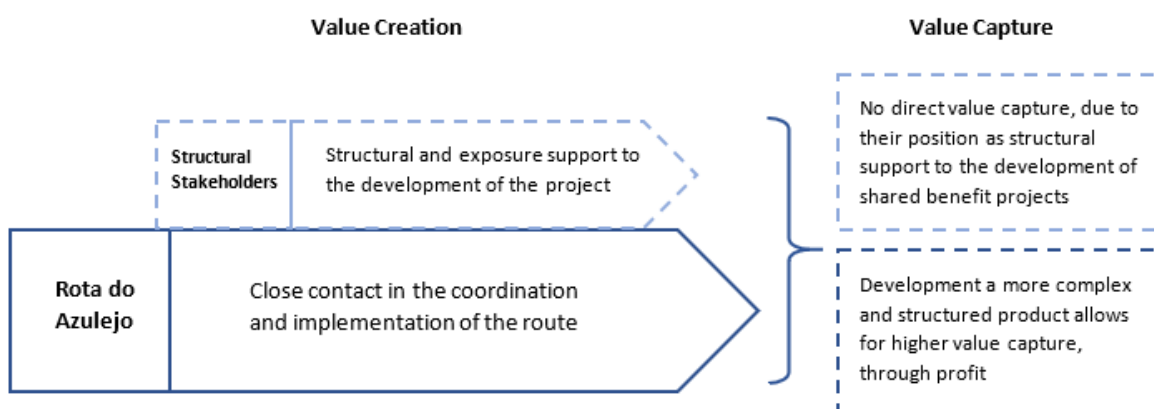 Value Creation
Value Capture
Structural
Stakeholders
Structural and exposure support to
the development of the project
No direct value capture, due to
their position as structural
support to the development of
shared benefit projects
Rota do
Azulejo
Close contact in the coordination
and implementation of the route
Development a more complex
and structured product allows
for higher value capture,
through profit